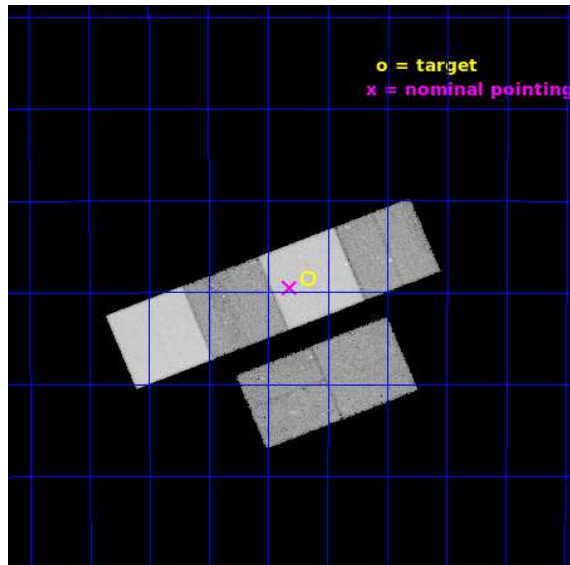 o = target
x = nominal pointing